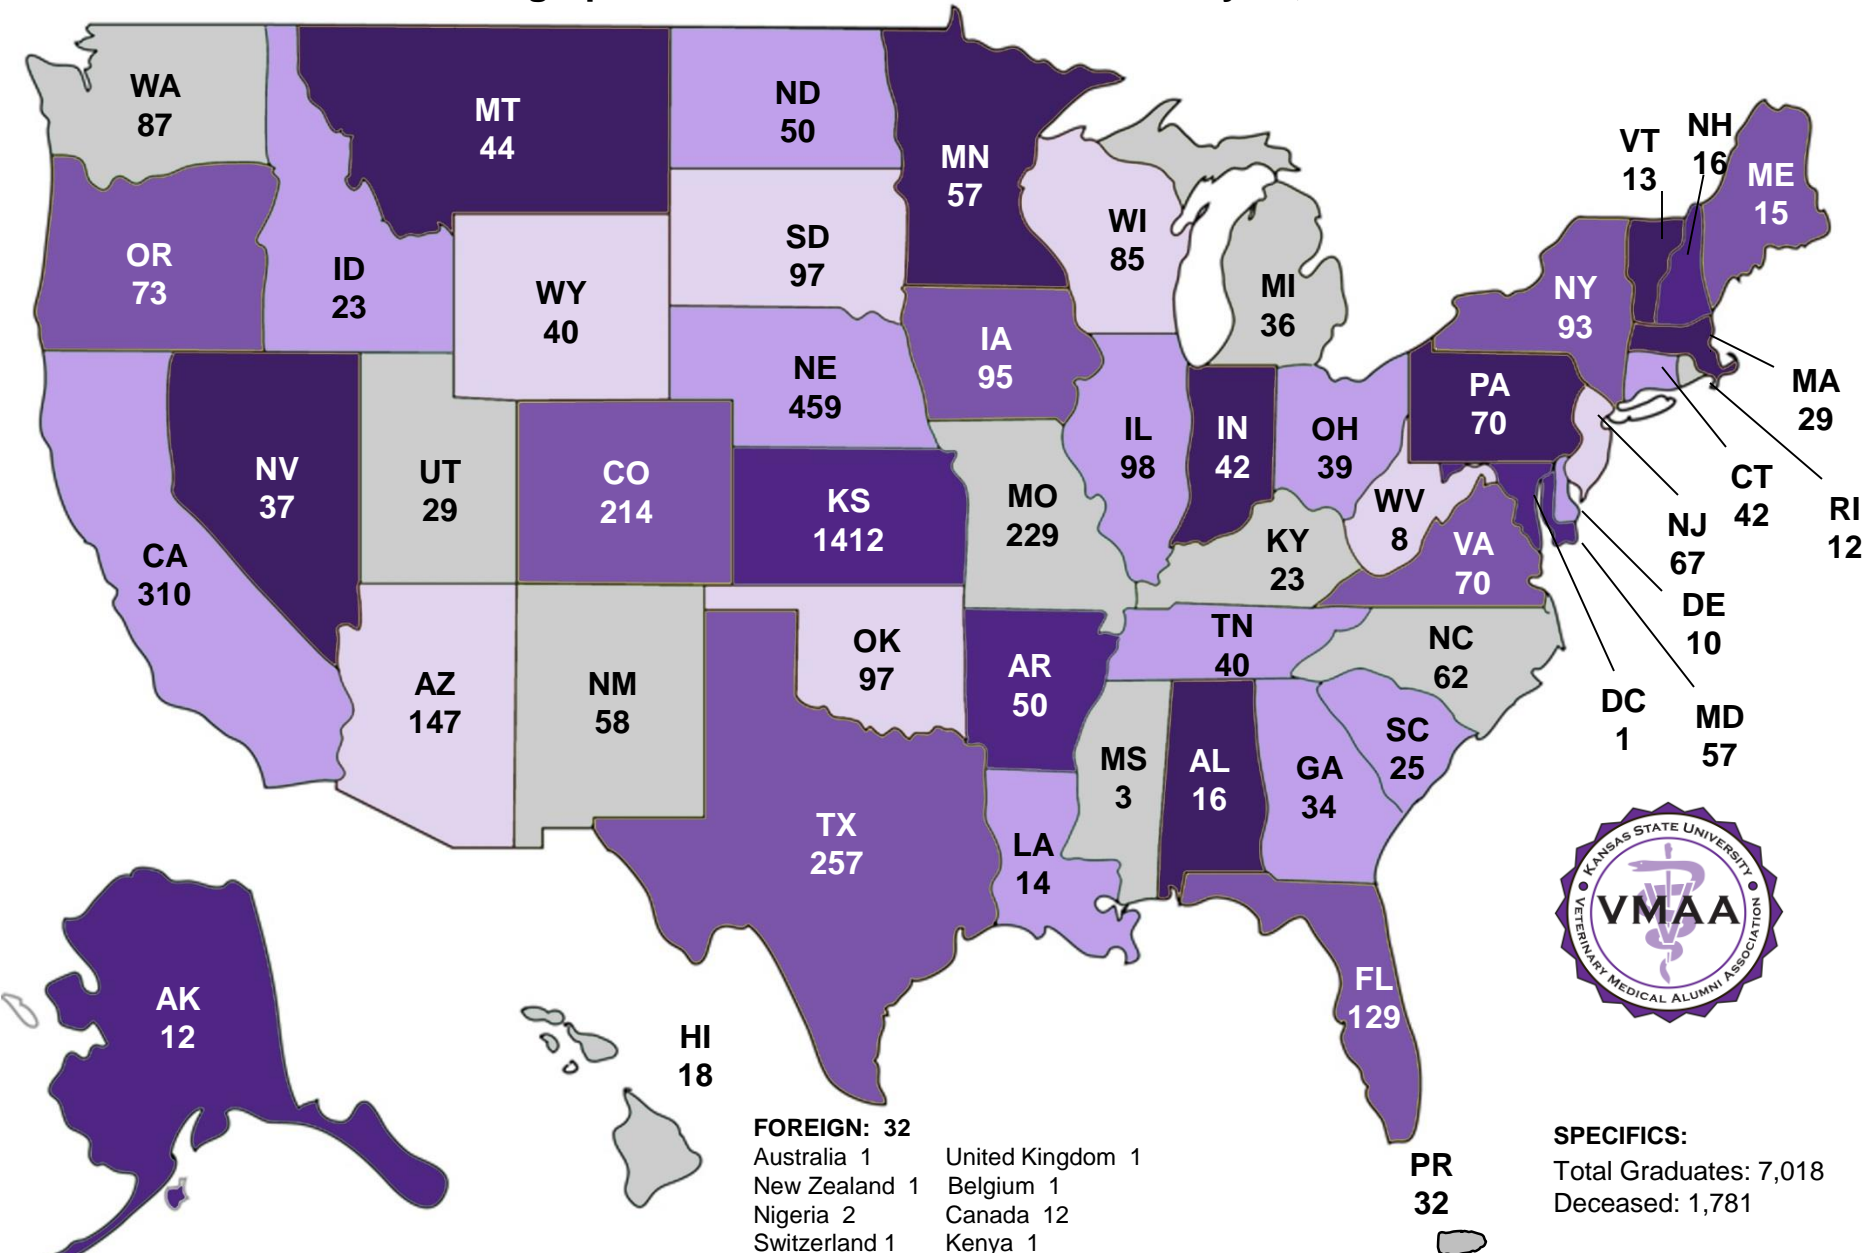 WA
87
MT
44
ND
50
MN
57
VT
13
NH
16
ME
15
OR
73
ID
23
WY
40
SD
97
WI
85
MI
36
NY
93
IA
95
NE
459
PA
70
MA
29
NV
37
UT
29
CO
214
KS
1412
MO
229
IL
98
IN
42
OH
39
WV
8
KY
23
VA
70
CT
42
RI
12
NJ
67
CA
310
DE
10
TN
40
NC
62
DC
1
MD
57
AZ
147
NM
58
OK
97
AR
50
MS
3
AL
16
GA
34
SC
25
TX
257
LA
14
FL
129
KANSAS STATE UNIVERSITY
VMAA
VETERINARY MEDICAL ALUMNI ASSOCIATION
AK
12
HI
18
FOREIGN: 32
Australia 1 United Kingdom 1
New Zealand 1 Belgium 1
Nigeria 2 Canada 12
Switzerland 1 Kenya 1
PR
32
SPECIFICS:
Total Graduates: 7,018
Deceased: 1,781